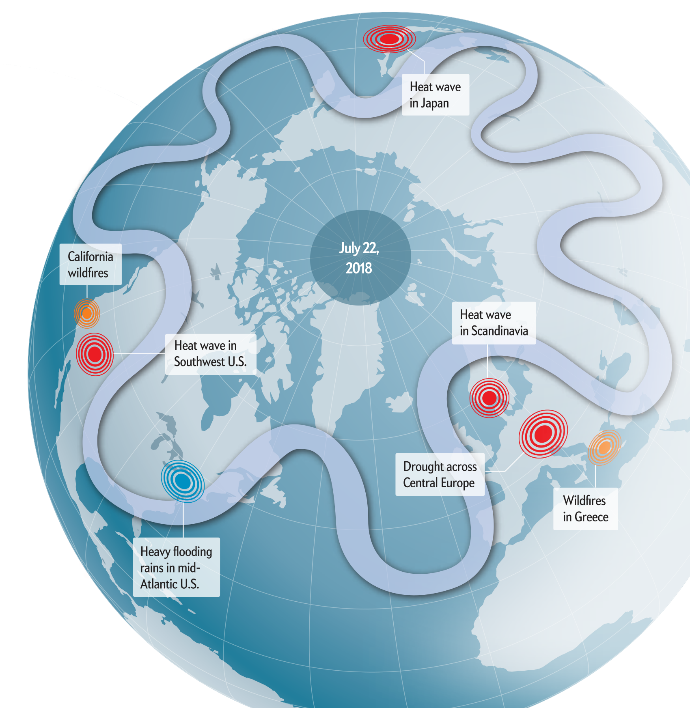 Heat wave
in Japan
July 22,
2018
California
wildfires
Heat wave
in Scandinavia
Heat wave in
Southwest U.S.
Drought across
Central Europe
Wildfires
in Greece
Heavy flooding
rains in mid-
Atlantic U.S.